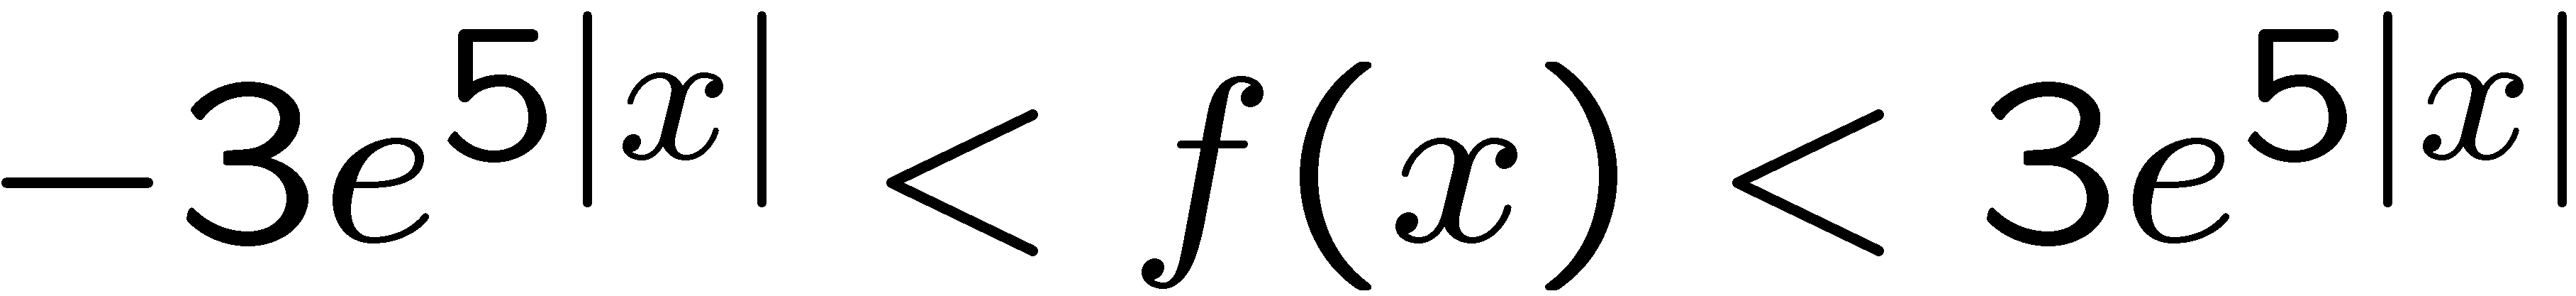 $-3e^{5|x|} < f(x) < 3e^{5|x|}$